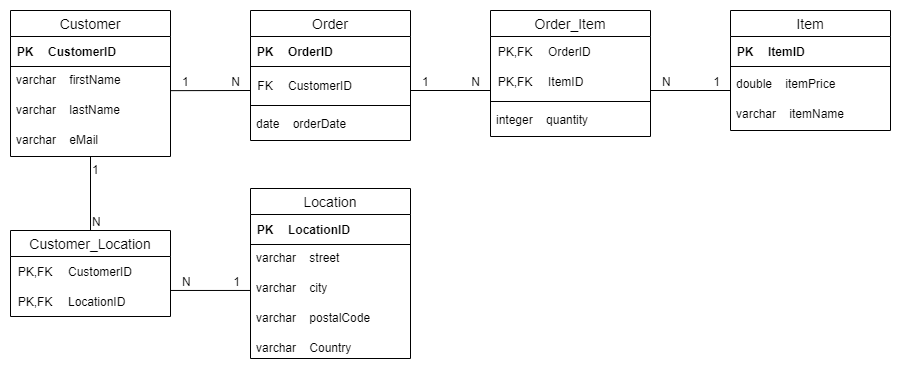 Customer
PK CustomerID
varchar firstName
varchar lastName
varchar eMail
1
N
Order
PK OrderID
FK CustomerID
date orderDate
1
N
Order_Item
PK,FK OrderID
PK,FK ItemID
integer quantity
N
1
Item
PK ItemID
double itemPrice
varchar itemName
1
N
Customer_Location
PK,FK CustomerID
PK,FK LocationID
N
1
Location
PK LocationID
varchar street
varchar city
varchar postalCode
varchar Country